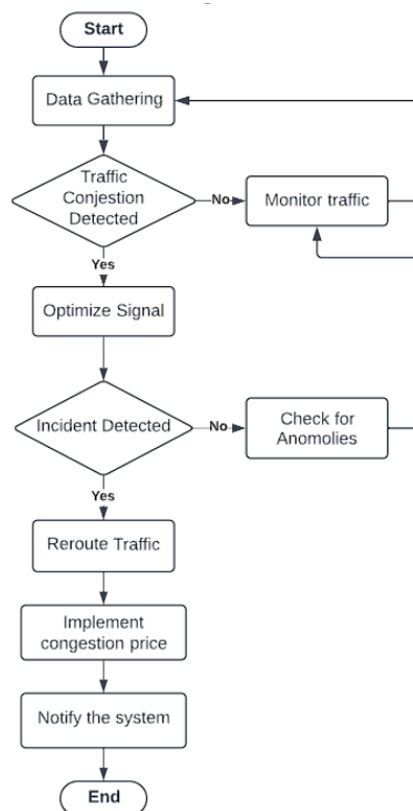 Start
Data Gathering
Traffic
Conjestion
Detected
No
Monitor traffic
Yes
Optimize Signal
Incident Detected
No
Check for
Anomolies
Yes
Reroute Traffic
Implement
congestion price
Notify the system
End